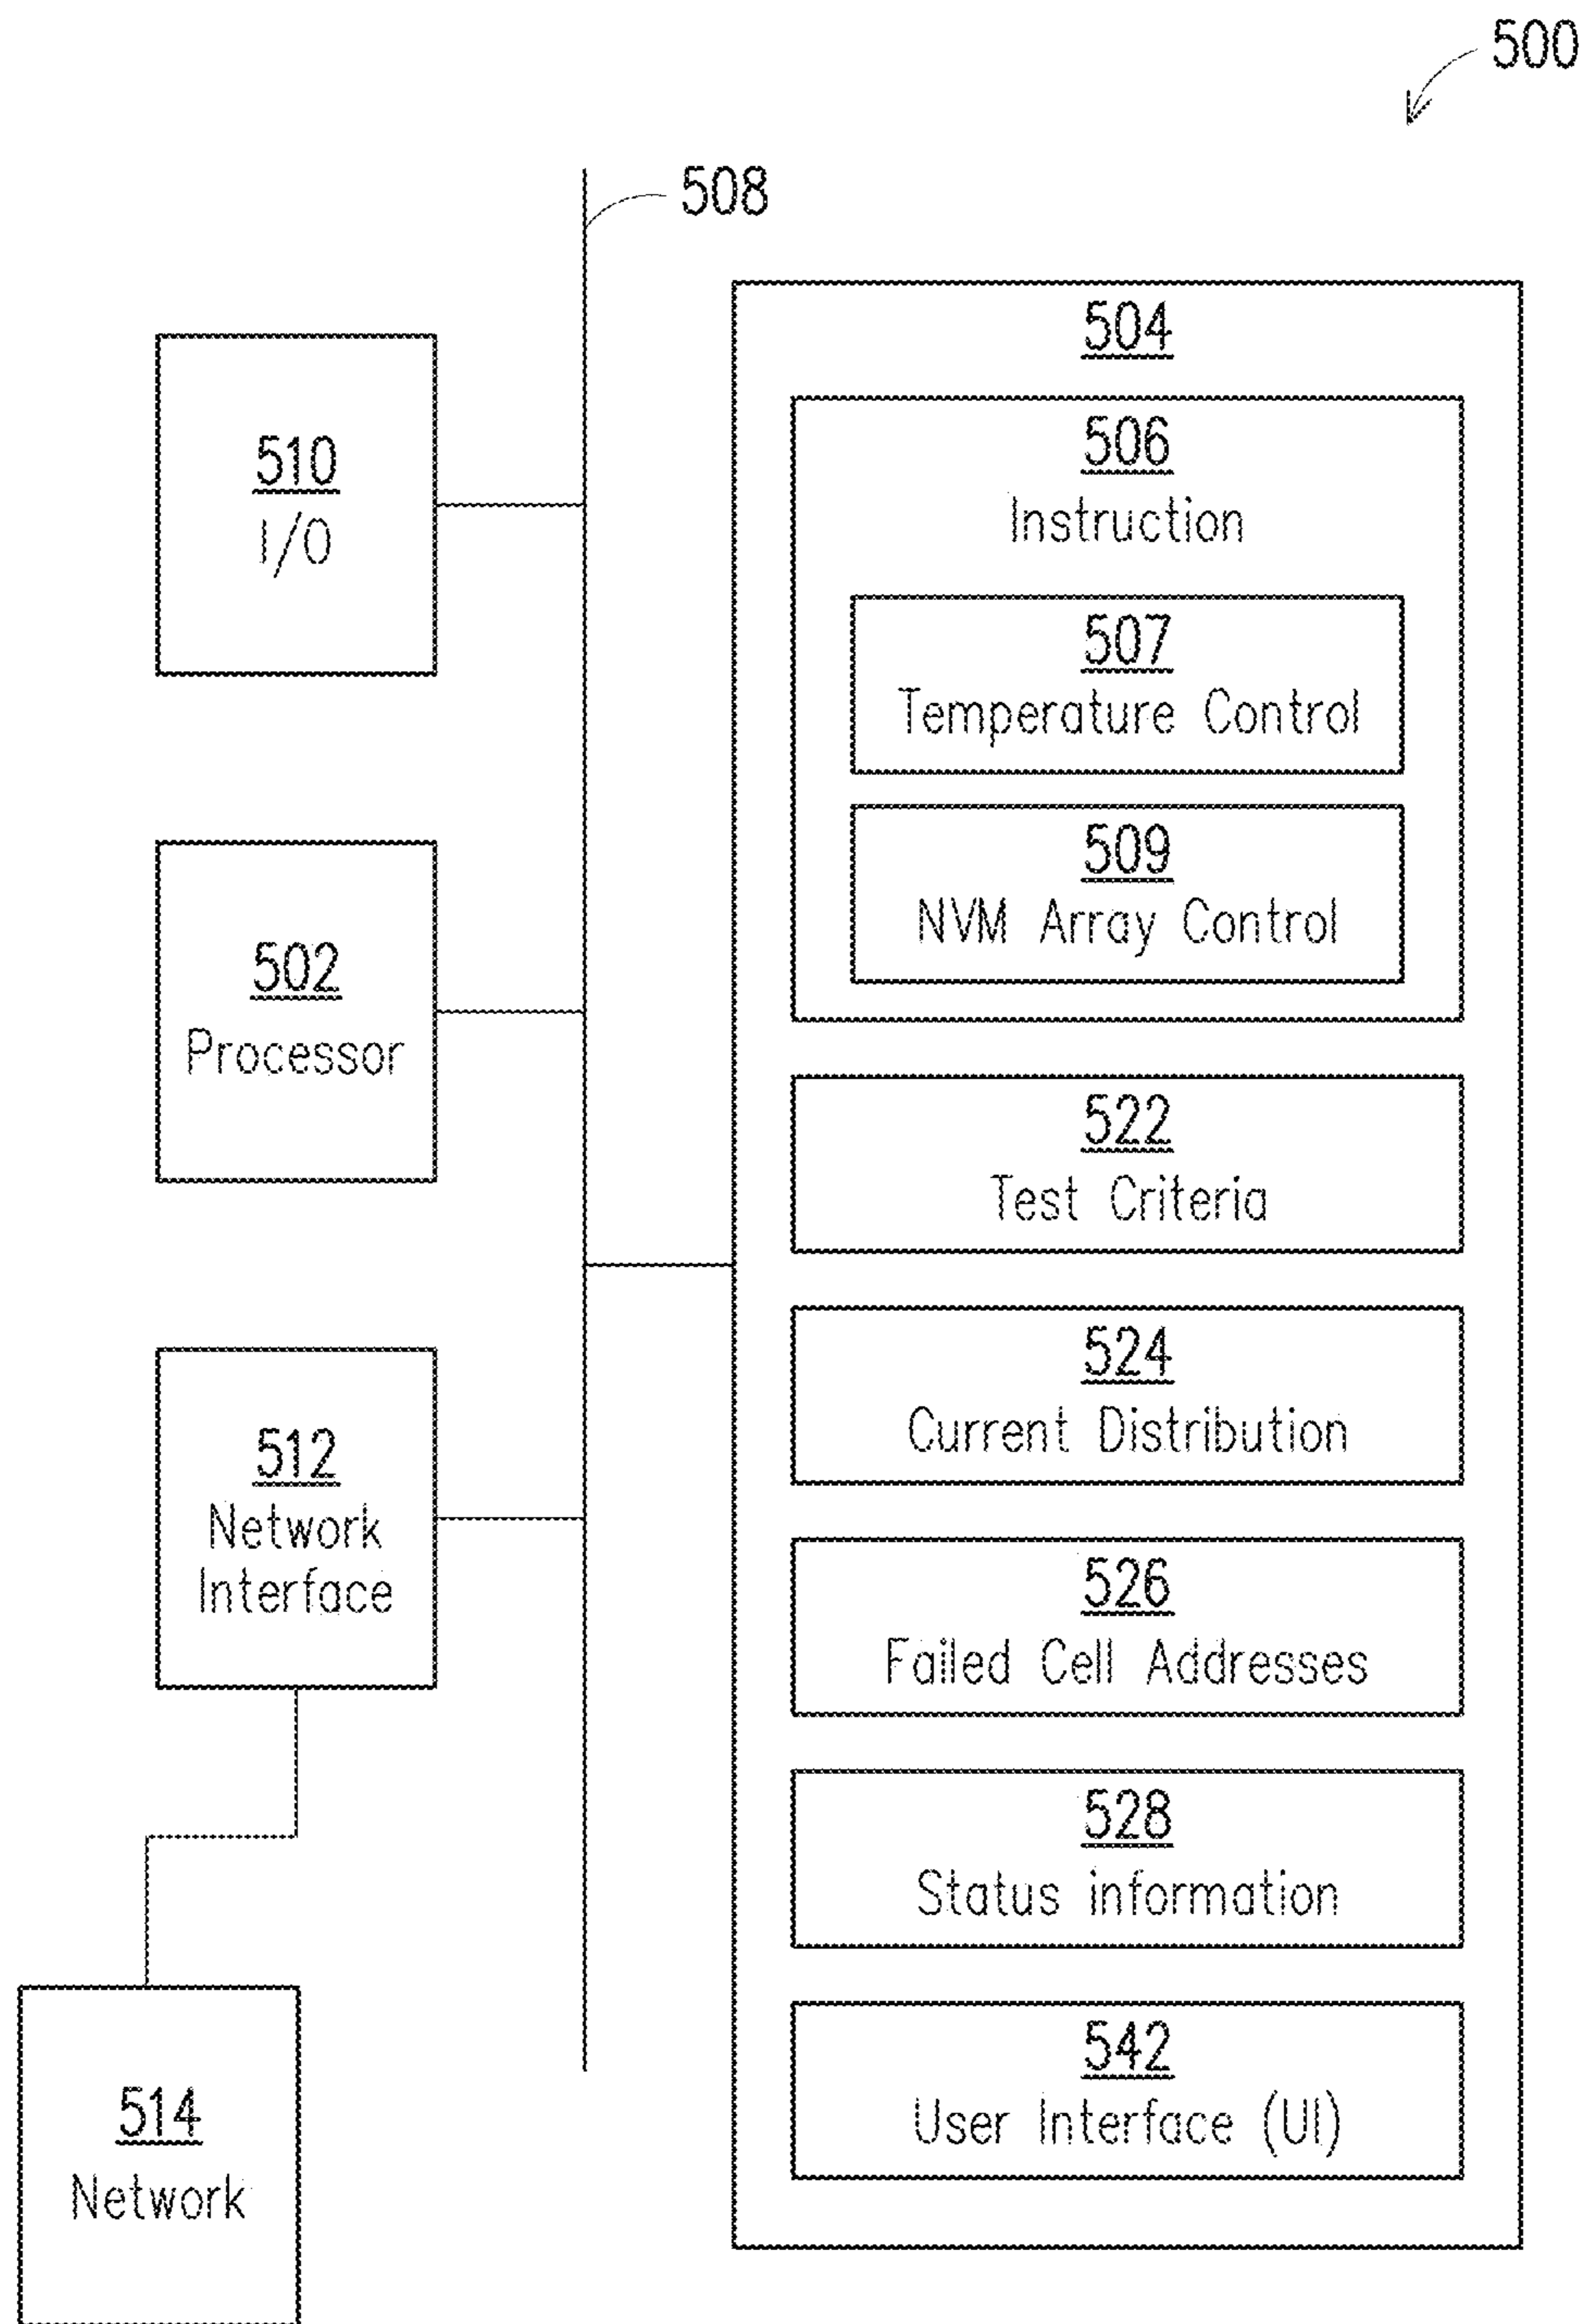 500
508
510
I/O
502
Processor
512
Network
Interface
514
Network
504
506
Instruction
507
Temperature Control
509
NVM Array Control
522
Test Criteria
524
Current Distribution
526
Failed Cell Addresses
528
Status information
542
User Interface (UI)